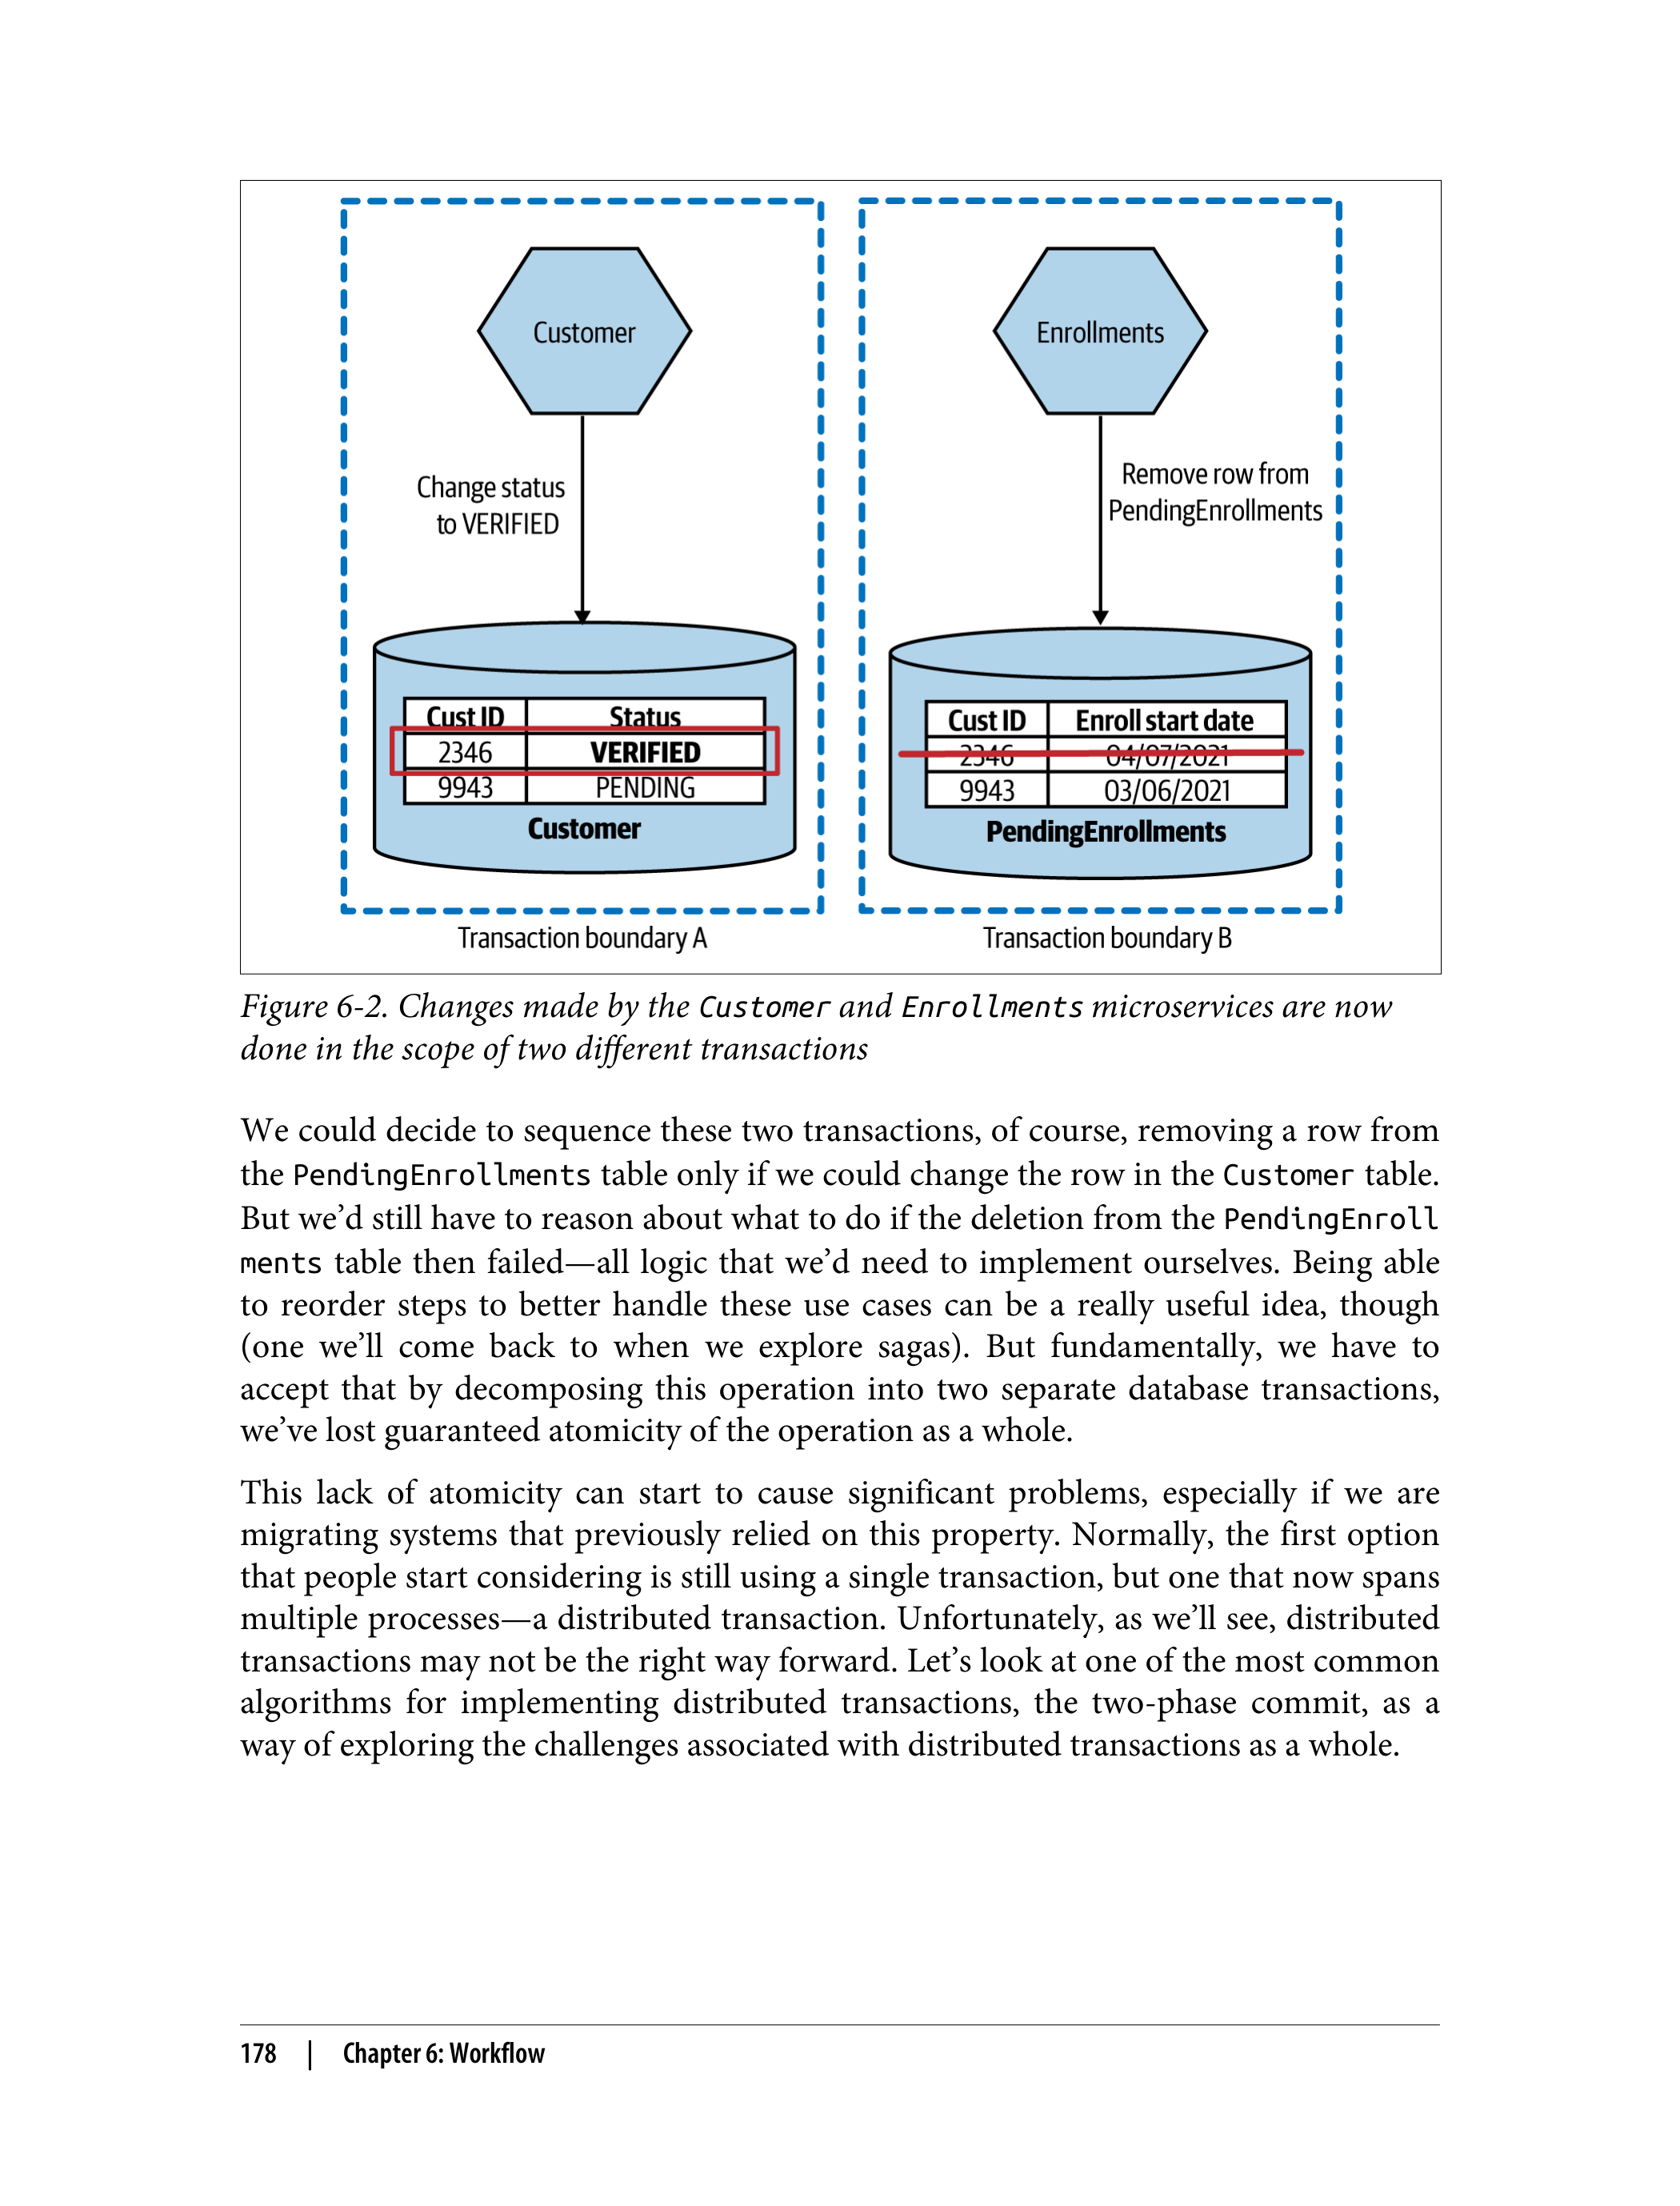 Customer
Enrollments
Change status
to VERIFIED
Remove row from
PendingEnrollments
Cust ID Status
2346 VERIFIED
9943 PENDING
Customer
Cust ID Enroll start date
2346 04/07/2021
9943 03/06/2021
PendingEnrollments
Transaction boundary A
Transaction boundary B
Figure 6-2. Changes made by the Customer and Enrollments microservices are now
done in the scope of two different transactions
We could decide to sequence these two transactions, of course, removing a row from
the PendingEnrollments table only if we could change the row in the Customer table.
But we’d still have to reason about what to do if the deletion from the PendingEnroll
ments table then failed—all logic that we’d need to implement ourselves. Being able
to reorder steps to better handle these use cases can be a really useful idea, though
(one we’ll come back to when we explore sagas). But fundamentally, we have to
accept that by decomposing this operation into two separate database transactions,
we’ve lost guaranteed atomicity of the operation as a whole.
This lack of atomicity can start to cause significant problems, especially if we are
migrating systems that previously relied on this property. Normally, the first option
that people start considering is still using a single transaction, but one that now spans
multiple processes—a distributed transaction. Unfortunately, as we’ll see, distributed
transactions may not be the right way forward. Let’s look at one of the most common
algorithms for implementing distributed transactions, the two-phase commit, as a
way of exploring the challenges associated with distributed transactions as a whole.
178 | Chapter 6: Workflow